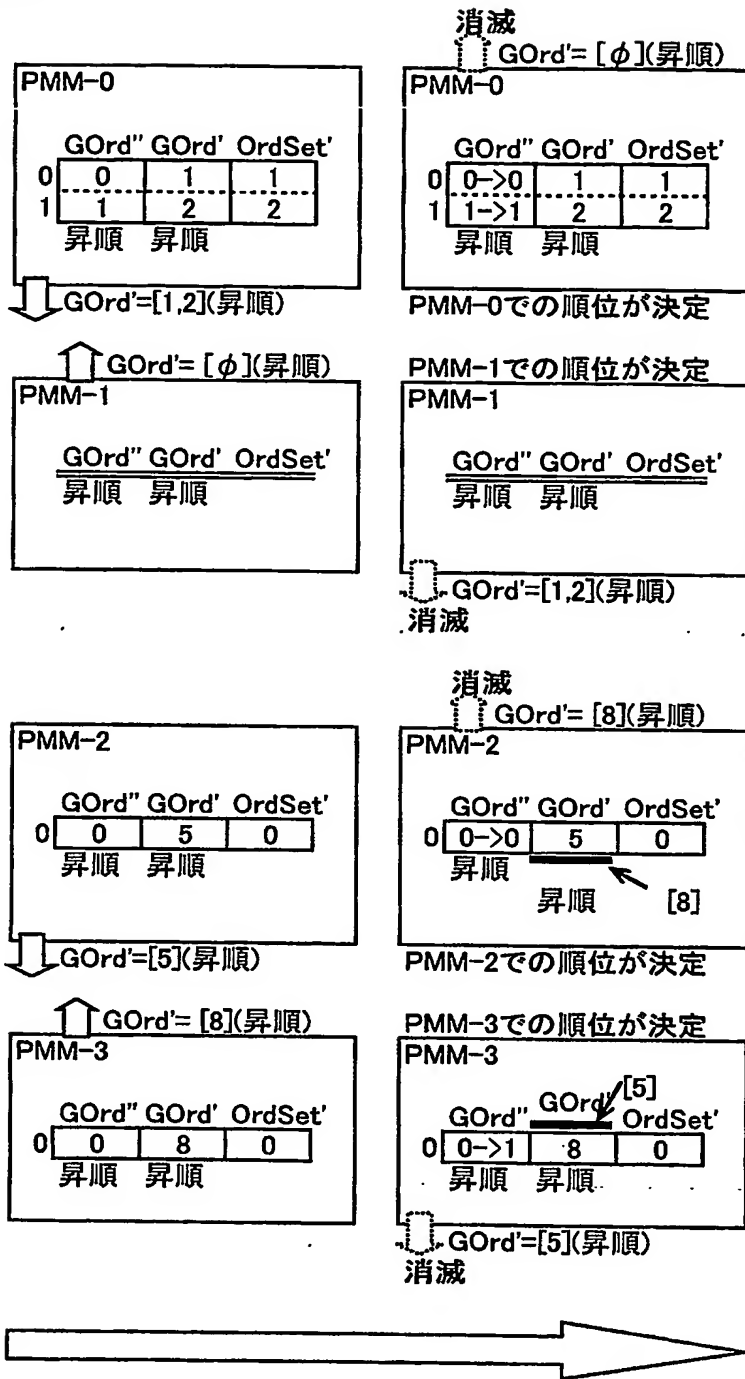 PMM-0
GOrd" GOrd' OrdSet'
0 0 1 1
1 1 2 2
昇順 昇順
GOrd'=[1,2](昇順)
消滅
GOrd'= [φ](昇順)
PMM-0
GOrd" GOrd' OrdSet'
0 0->0 1 1
1 1->1 2 2
昇順 昇順
PMM-0での順位が決定
GOrd'= [φ](昇順)
PMM-1
GOrd" GOrd' OrdSet'
昇順 昇順
PMM-1での順位が決定
PMM-1
GOrd" GOrd' OrdSet'
昇順 昇順
GOrd'=[1,2](昇順)
消滅
PMM-2
GOrd" GOrd' OrdSet'
0 0 5 0
昇順 昇順
GOrd'=[5](昇順)
消滅
GOrd'= [8](昇順)
PMM-2
GOrd" GOrd' OrdSet'
0 0->0 5 0
昇順
昇順 [8]
PMM-2での順位が決定
GOrd'= [8](昇順)
PMM-3
GOrd" GOrd' OrdSet'
0 0 8 0
昇順 昇順
PMM-3での順位が決定
PMM-3
[5]
GOrd" GOrd' OrdSet'
0 0->1 8 0
昇順 昇順
GOrd'=[5](昇順)
消滅